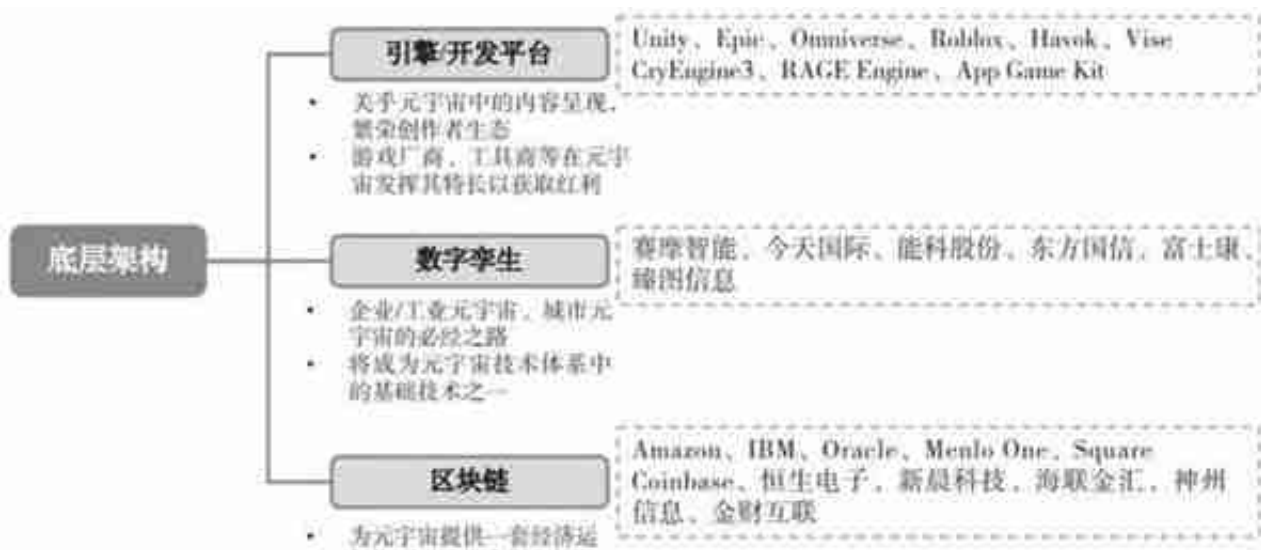 引擎/开发平台
Unity、Epic、Omniverse、Roblox、Havok、Vise
CryEngine3、RAGE Engine、App Game Kit
• 关乎元宇宙中的内容呈现，
繁荣创作者生态
• 游戏厂商、工具商等在元宇
宙发挥其特长以获取红利
底层架构
数字孪生
赛摩智能、今天国际、能科股份、东方国信、富士康、
臻图信息
• 企业/工业元宇宙、城市元
宇宙的必经之路
• 将成为元宇宙技术体系中
的基础技术之一
区块链
Amazon、IBM、Oracle、Menlo One、Square
Coinbase、恒生电子、新晨科技、海联金汇、神州
信息、金财互联
• 为元宇宙提供一套经济运